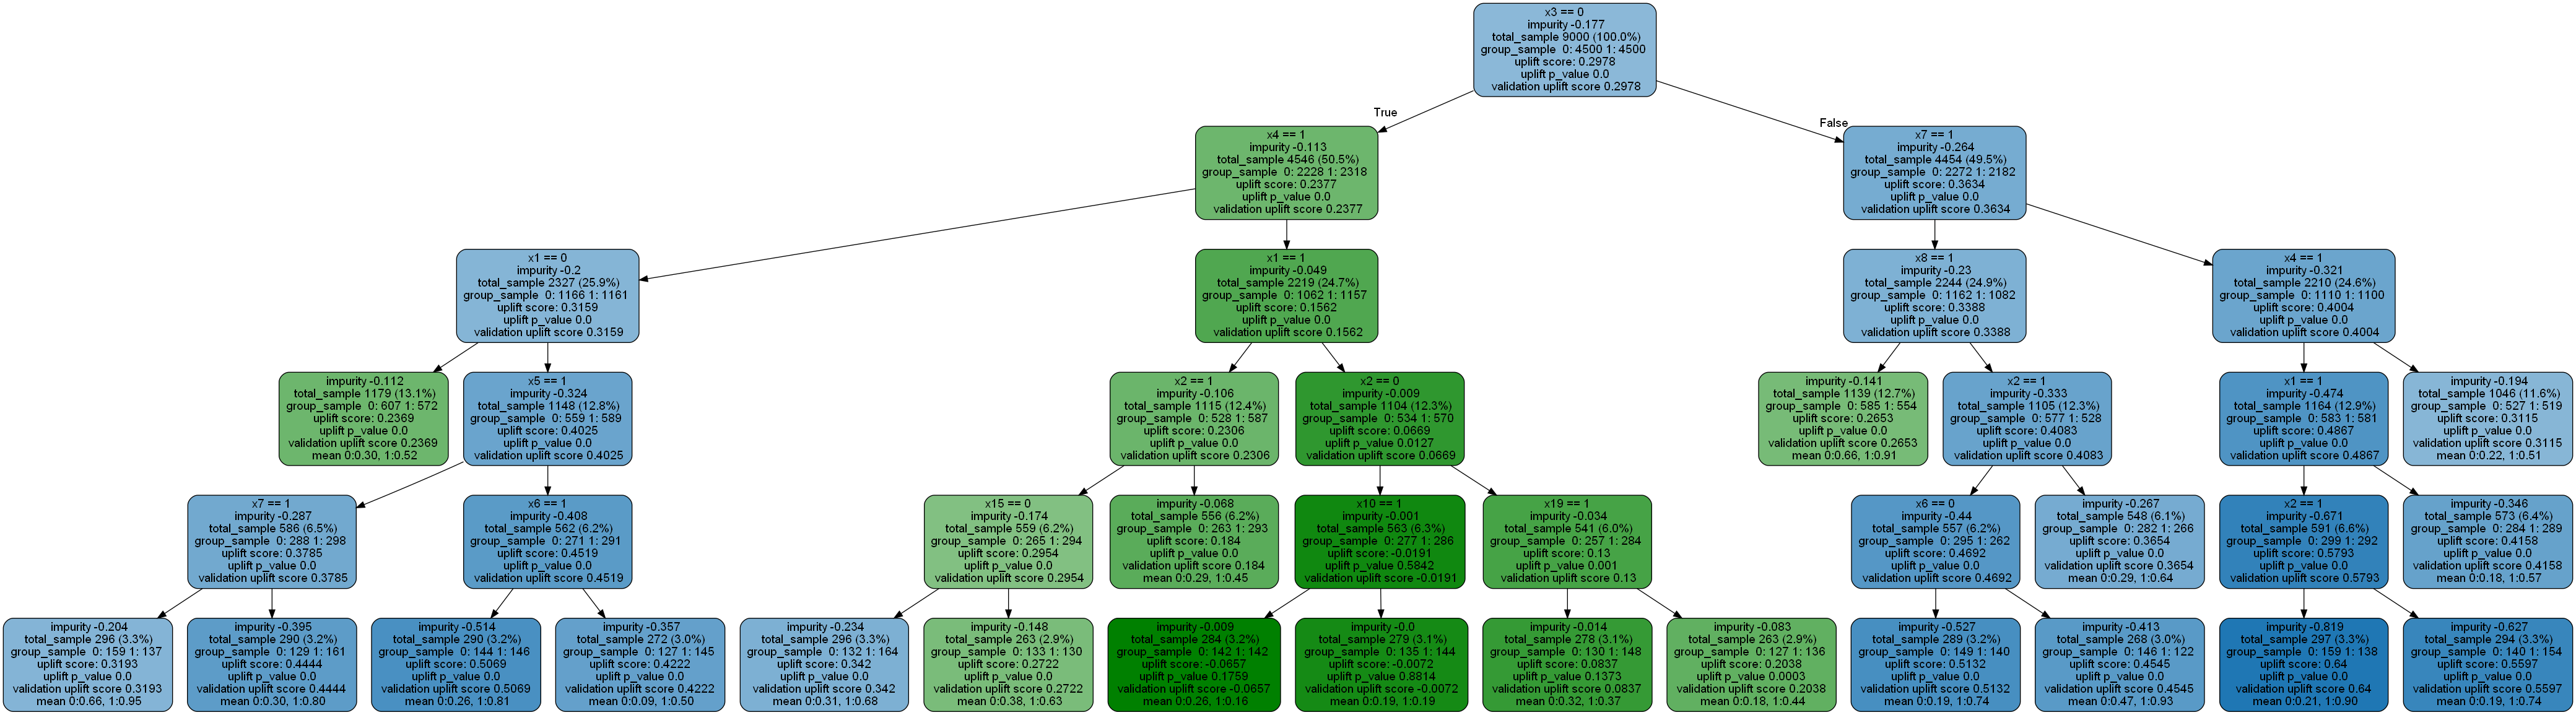 x3 == 0
impurity -0.177
total_sample 9000 (100.0%)
group_sample 0: 4500 1: 4500
uplift score: 0.2978
uplift p_value 0.0
validation uplift score 0.2978
True
False
x4 == 1
impurity -0.113
total_sample 4546 (50.5%)
group_sample 0: 2228 1: 2318
uplift score: 0.2377
uplift p_value 0.0
validation uplift score 0.2377
x7 == 1
impurity -0.264
total_sample 4454 (49.5%)
group_sample 0: 2272 1: 2182
uplift score: 0.3634
uplift p_value 0.0
validation uplift score 0.3634
x1 == 0
impurity -0.2
total_sample 2327 (25.9%)
group_sample 0: 1166 1: 1161
uplift score: 0.3159
uplift p_value 0.0
validation uplift score 0.3159
x1 == 1
impurity -0.049
total_sample 2219 (24.7%)
group_sample 0: 1062 1: 1157
uplift score: 0.1562
uplift p_value 0.0
validation uplift score 0.1562
x8 == 1
impurity -0.23
total_sample 2244 (24.9%)
group_sample 0: 1162 1: 1082
uplift score: 0.3388
uplift p_value 0.0
validation uplift score 0.3388
x4 == 1
impurity -0.321
total_sample 2210 (24.6%)
group_sample 0: 1110 1: 1100
uplift score: 0.4004
uplift p_value 0.0
validation uplift score 0.4004
impurity -0.112
total_sample 1179 (13.1%)
group_sample 0: 607 1: 572
uplift score: 0.2369
uplift p_value 0.0
validation uplift score 0.2369
mean 0:0.30, 1:0.52
x5 == 1
impurity -0.324
total_sample 1148 (12.8%)
group_sample 0: 559 1: 589
uplift score: 0.4025
uplift p_value 0.0
validation uplift score 0.4025
x2 == 1
impurity -0.106
total_sample 1115 (12.4%)
group_sample 0: 528 1: 587
uplift score: 0.2306
uplift p_value 0.0
validation uplift score 0.2306
x2 == 0
impurity -0.009
total_sample 1104 (12.3%)
group_sample 0: 534 1: 570
uplift score: 0.0669
uplift p_value 0.0127
validation uplift score 0.0669
impurity -0.141
total_sample 1139 (12.7%)
group_sample 0: 585 1: 554
uplift score: 0.2653
uplift p_value 0.0
validation uplift score 0.2653
mean 0:0.66, 1:0.91
x2 == 1
impurity -0.333
total_sample 1105 (12.3%)
group_sample 0: 577 1: 528
uplift score: 0.4083
uplift p_value 0.0
validation uplift score 0.4083
x1 == 1
impurity -0.474
total_sample 1164 (12.9%)
group_sample 0: 583 1: 581
uplift score: 0.4867
uplift p_value 0.0
validation uplift score 0.4867
impurity -0.194
total_sample 1046 (11.6%)
group_sample 0: 527 1: 519
uplift score: 0.3115
uplift p_value 0.0
validation uplift score 0.3115
mean 0:0.22, 1:0.51
x7 == 1
impurity -0.287
total_sample 586 (6.5%)
group_sample 0: 288 1: 298
uplift score: 0.3785
uplift p_value 0.0
validation uplift score 0.3785
x6 == 1
impurity -0.408
total_sample 562 (6.2%)
group_sample 0: 271 1: 291
uplift score: 0.4519
uplift p_value 0.0
validation uplift score 0.4519
x15 == 0
impurity -0.174
total_sample 559 (6.2%)
group_sample 0: 265 1: 294
uplift score: 0.2954
uplift p_value 0.0
validation uplift score 0.2954
impurity -0.068
total_sample 556 (6.2%)
group_sample 0: 263 1: 293
uplift score: 0.184
uplift p_value 0.0
validation uplift score 0.184
mean 0:0.29, 1:0.45
x10 == 1
impurity -0.001
total_sample 563 (6.3%)
group_sample 0: 277 1: 286
uplift score: -0.0191
uplift p_value 0.5842
validation uplift score -0.0191
x19 == 1
impurity -0.034
total_sample 541 (6.0%)
group_sample 0: 257 1: 284
uplift score: 0.13
uplift p_value 0.001
validation uplift score 0.13
x6 == 0
impurity -0.44
total_sample 557 (6.2%)
group_sample 0: 295 1: 262
uplift score: 0.4692
uplift p_value 0.0
validation uplift score 0.4692
impurity -0.267
total_sample 548 (6.1%)
group_sample 0: 282 1: 266
uplift score: 0.3654
uplift p_value 0.0
validation uplift score 0.3654
mean 0:0.29, 1:0.64
x2 == 1
impurity -0.671
total_sample 591 (6.6%)
group_sample 0: 299 1: 292
uplift score: 0.5793
uplift p_value 0.0
validation uplift score 0.5793
impurity -0.346
total_sample 573 (6.4%)
group_sample 0: 284 1: 289
uplift score: 0.4158
uplift p_value 0.0
validation uplift score 0.4158
mean 0:0.18, 1:0.57
impurity -0.204
total_sample 296 (3.3%)
group_sample 0: 159 1: 137
uplift score: 0.3193
uplift p_value 0.0
validation uplift score 0.3193
mean 0:0.66, 1:0.95
impurity -0.395
total_sample 290 (3.2%)
group_sample 0: 129 1: 161
uplift score: 0.4444
uplift p_value 0.0
validation uplift score 0.4444
mean 0:0.30, 1:0.80
impurity -0.514
total_sample 290 (3.2%)
group_sample 0: 144 1: 146
uplift score: 0.5069
uplift p_value 0.0
validation uplift score 0.5069
mean 0:0.26, 1:0.81
impurity -0.357
total_sample 272 (3.0%)
group_sample 0: 127 1: 145
uplift score: 0.4222
uplift p_value 0.0
validation uplift score 0.4222
mean 0:0.09, 1:0.50
impurity -0.234
total_sample 296 (3.3%)
group_sample 0: 132 1: 164
uplift score: 0.342
uplift p_value 0.0
validation uplift score 0.342
mean 0:0.31, 1:0.68
impurity -0.148
total_sample 263 (2.9%)
group_sample 0: 133 1: 130
uplift score: 0.2722
uplift p_value 0.0
validation uplift score 0.2722
mean 0:0.38, 1:0.63
impurity -0.009
total_sample 284 (3.2%)
group_sample 0: 142 1: 142
uplift score: -0.0657
uplift p_value 0.1759
validation uplift score -0.0657
mean 0:0.26, 1:0.16
impurity -0.0
total_sample 279 (3.1%)
group_sample 0: 135 1: 144
uplift score: -0.0072
uplift p_value 0.8814
validation uplift score -0.0072
mean 0:0.19, 1:0.19
impurity -0.014
total_sample 278 (3.1%)
group_sample 0: 130 1: 148
uplift score: 0.0837
uplift p_value 0.1373
validation uplift score 0.0837
mean 0:0.32, 1:0.37
impurity -0.083
total_sample 263 (2.9%)
group_sample 0: 127 1: 136
uplift score: 0.2038
uplift p_value 0.0003
validation uplift score 0.2038
mean 0:0.18, 1:0.44
impurity -0.527
total_sample 289 (3.2%)
group_sample 0: 149 1: 140
uplift score: 0.5132
uplift p_value 0.0
validation uplift score 0.5132
mean 0:0.19, 1:0.74
impurity -0.413
total_sample 268 (3.0%)
group_sample 0: 146 1: 122
uplift score: 0.4545
uplift p_value 0.0
validation uplift score 0.4545
mean 0:0.47, 1:0.93
impurity -0.819
total_sample 297 (3.3%)
group_sample 0: 159 1: 138
uplift score: 0.64
uplift p_value 0.0
validation uplift score 0.64
mean 0:0.21, 1:0.90
impurity -0.627
total_sample 294 (3.3%)
group_sample 0: 140 1: 154
uplift score: 0.5597
uplift p_value 0.0
validation uplift score 0.5597
mean 0:0.19, 1:0.74